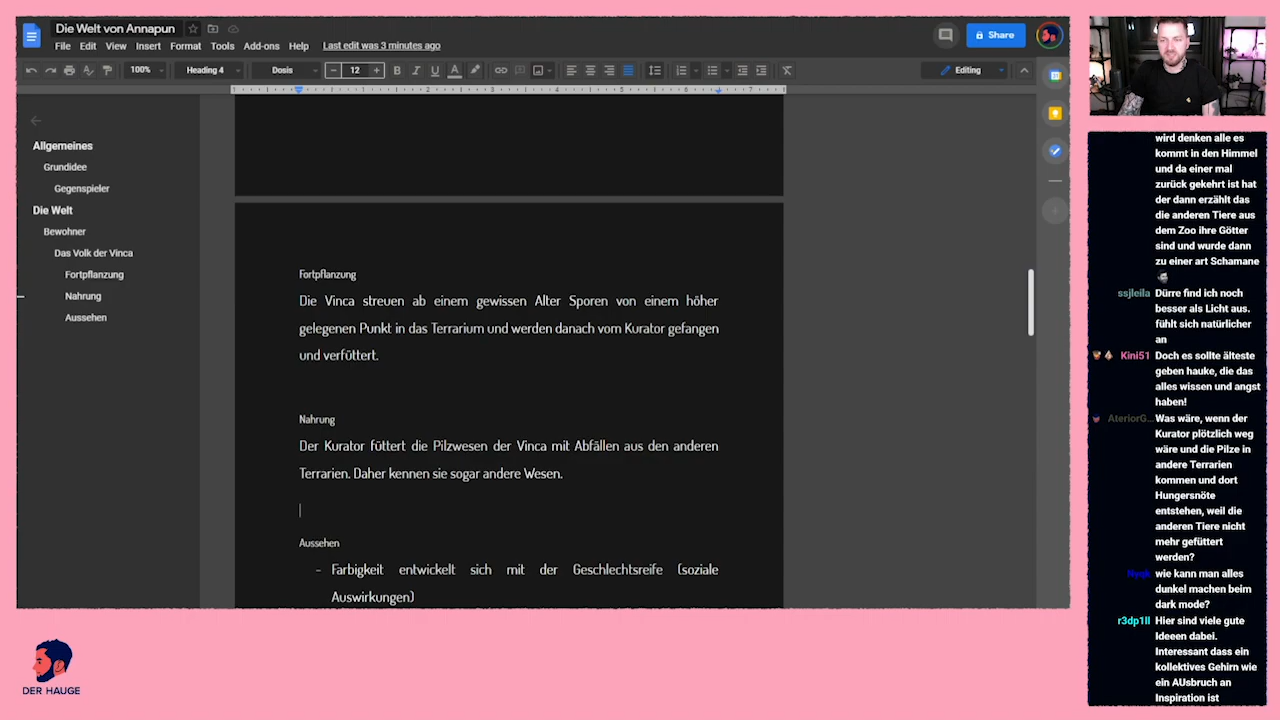 Die Welt von Annapun
File Edit View Insert Format Tools Add-ons Help Last edit was 3 minutes ago
Share
100% Heading 4 Dosis − 12 + B I U A
Editing
1 2 3 4 5 6 7
Allgemeines
Grundidee
Gegenspieler
Die Welt
Bewohner
Das Volk der Vinca
Fortpflanzung
Nahrung
Aussehen
Fortpflanzung
Die Vinca streuen ab einem gewissen Alter Sporen von einem höher
gelegenen Punkt in das Terrarium und werden danach vom Kurator gefangen
und verfüttert.
Nahrung
Der Kurator füttert die Pilzwesen der Vinca mit Abfällen aus den anderen
Terrarien. Daher kennen sie sogar andere Wesen.
Aussehen
- Farbigkeit entwickelt sich mit der Geschlechtsreife (soziale
Auswirkungen)
wird denken alle es
kommt in den Himmel
und da einer mal
zurück gekehrt ist hat
der dann erzählt das
die anderen Tiere aus
dem Zoo ihre Götter
sind und wurde dann
zu einer art Schamane
ssjleila Dürre find ich noch
besser als Licht aus.
fühlt sich natürlicher
an
Kini51 Doch es sollte älteste
geben hauke, die das
alles wissen und angst
haben!
AteriorG... Was wäre, wenn der
Kurator plötzlich weg
wäre und die Pilze in
andere Terrarien
kommen und dort
Hungersnöte
entstehen, weil die
anderen Tiere nicht
mehr gefüttert
werden?
Nyqk wie kann man alles
dunkel machen beim
dark mode?
r3dp1ll Hier sind viele gute
Ideeen dabei.
Interessant dass ein
kollektives Gehirn wie
ein AUsbruch an
Inspiration ist
DER HAUGE